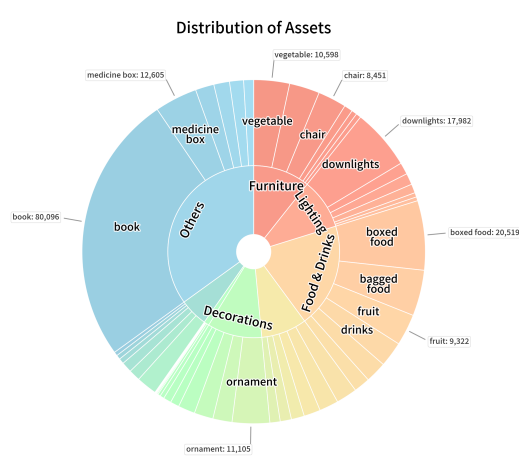 Distribution of Assets
vegetable: 10,598
medicine box: 12,605
chair: 8,451
vegetable
medicine
box
chair
downlights: 17,982
downlights
Furniture
Lighting
Others
book: 80,096
book
boxed
food
boxed food: 20,519
Food & Drinks
bagged
food
fruit
drinks
fruit: 9,322
Decorations
ornament
ornament: 11,105